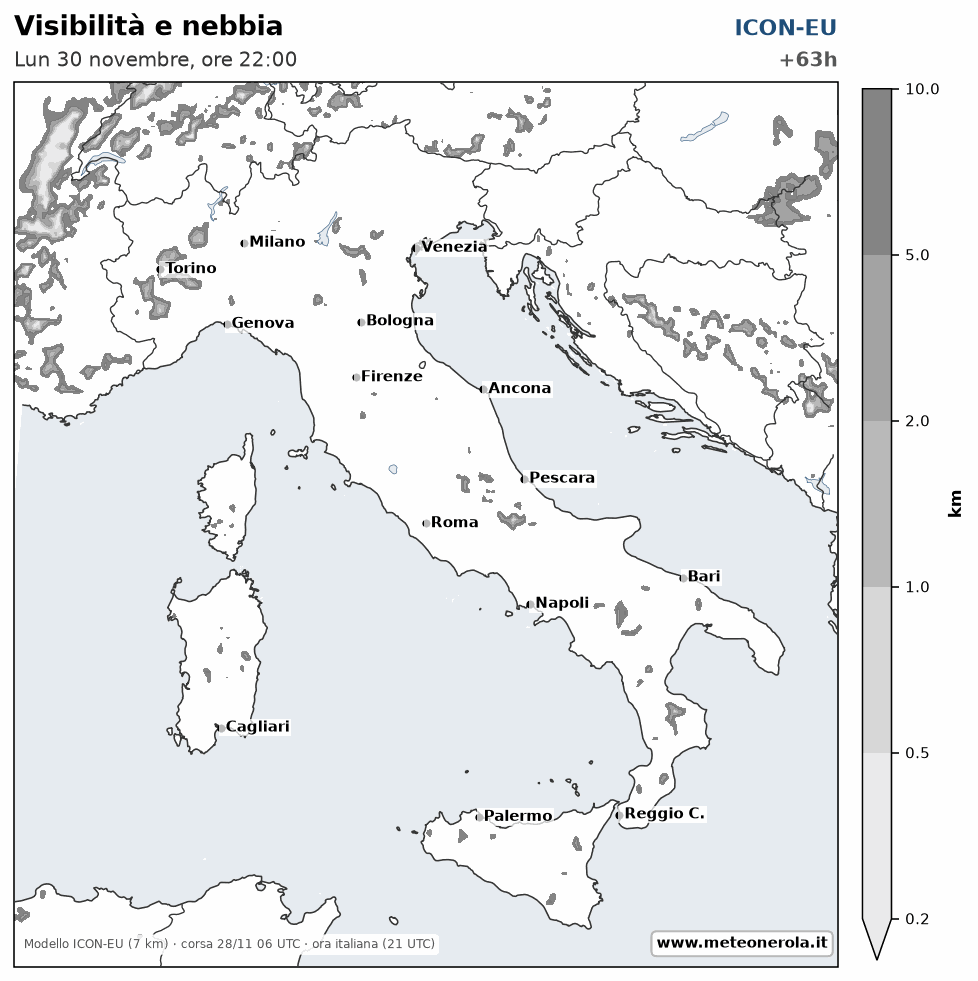 Visibilità e nebbia
ICON-EU
Lun 30 novembre, ore 22:00
+63h
10.0
5.0
2.0
1.0
0.5
0.2
km
Milano
Venezia
Torino
Genova
Bologna
Firenze
Ancona
Pescara
Roma
Bari
Napoli
Cagliari
Palermo
Reggio C.
Modello ICON-EU (7 km) · corsa 28/11 06 UTC · ora italiana (21 UTC)
www.meteonerola.it